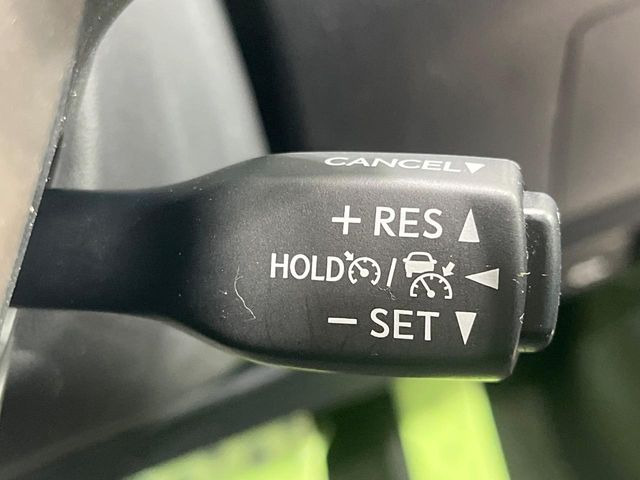 CANCEL
+ RES
HOLD /
- SET